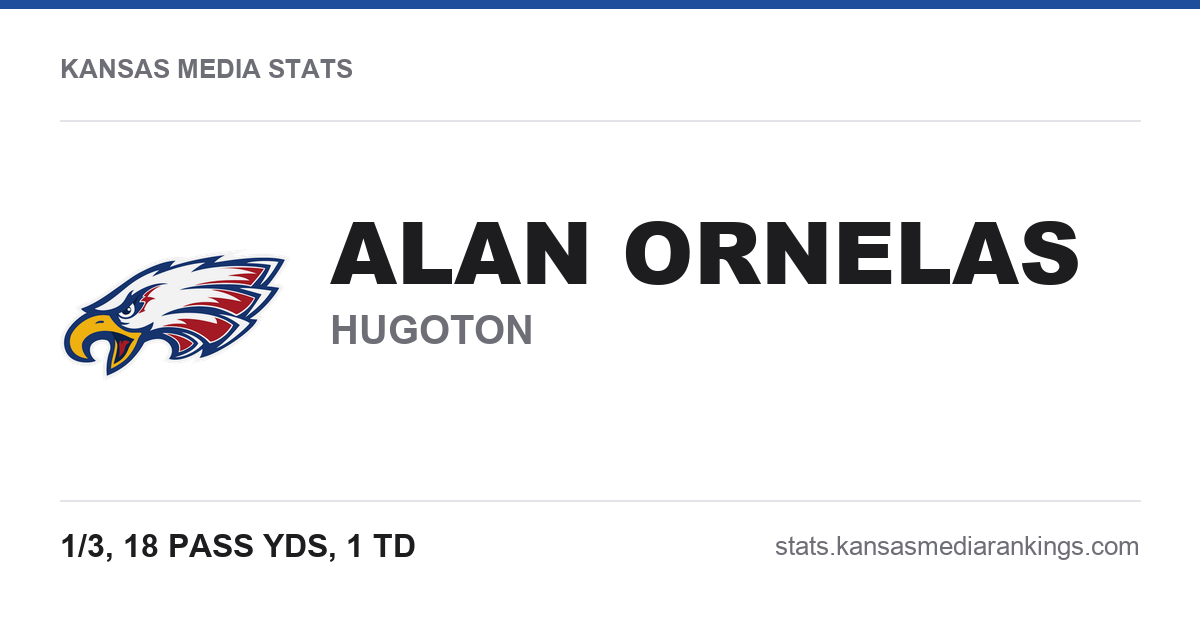 KANSAS MEDIA STATS
ALAN ORNELAS
HUGOTON
1/3, 18 PASS YDS, 1 TD
stats.kansasmediarankings.com